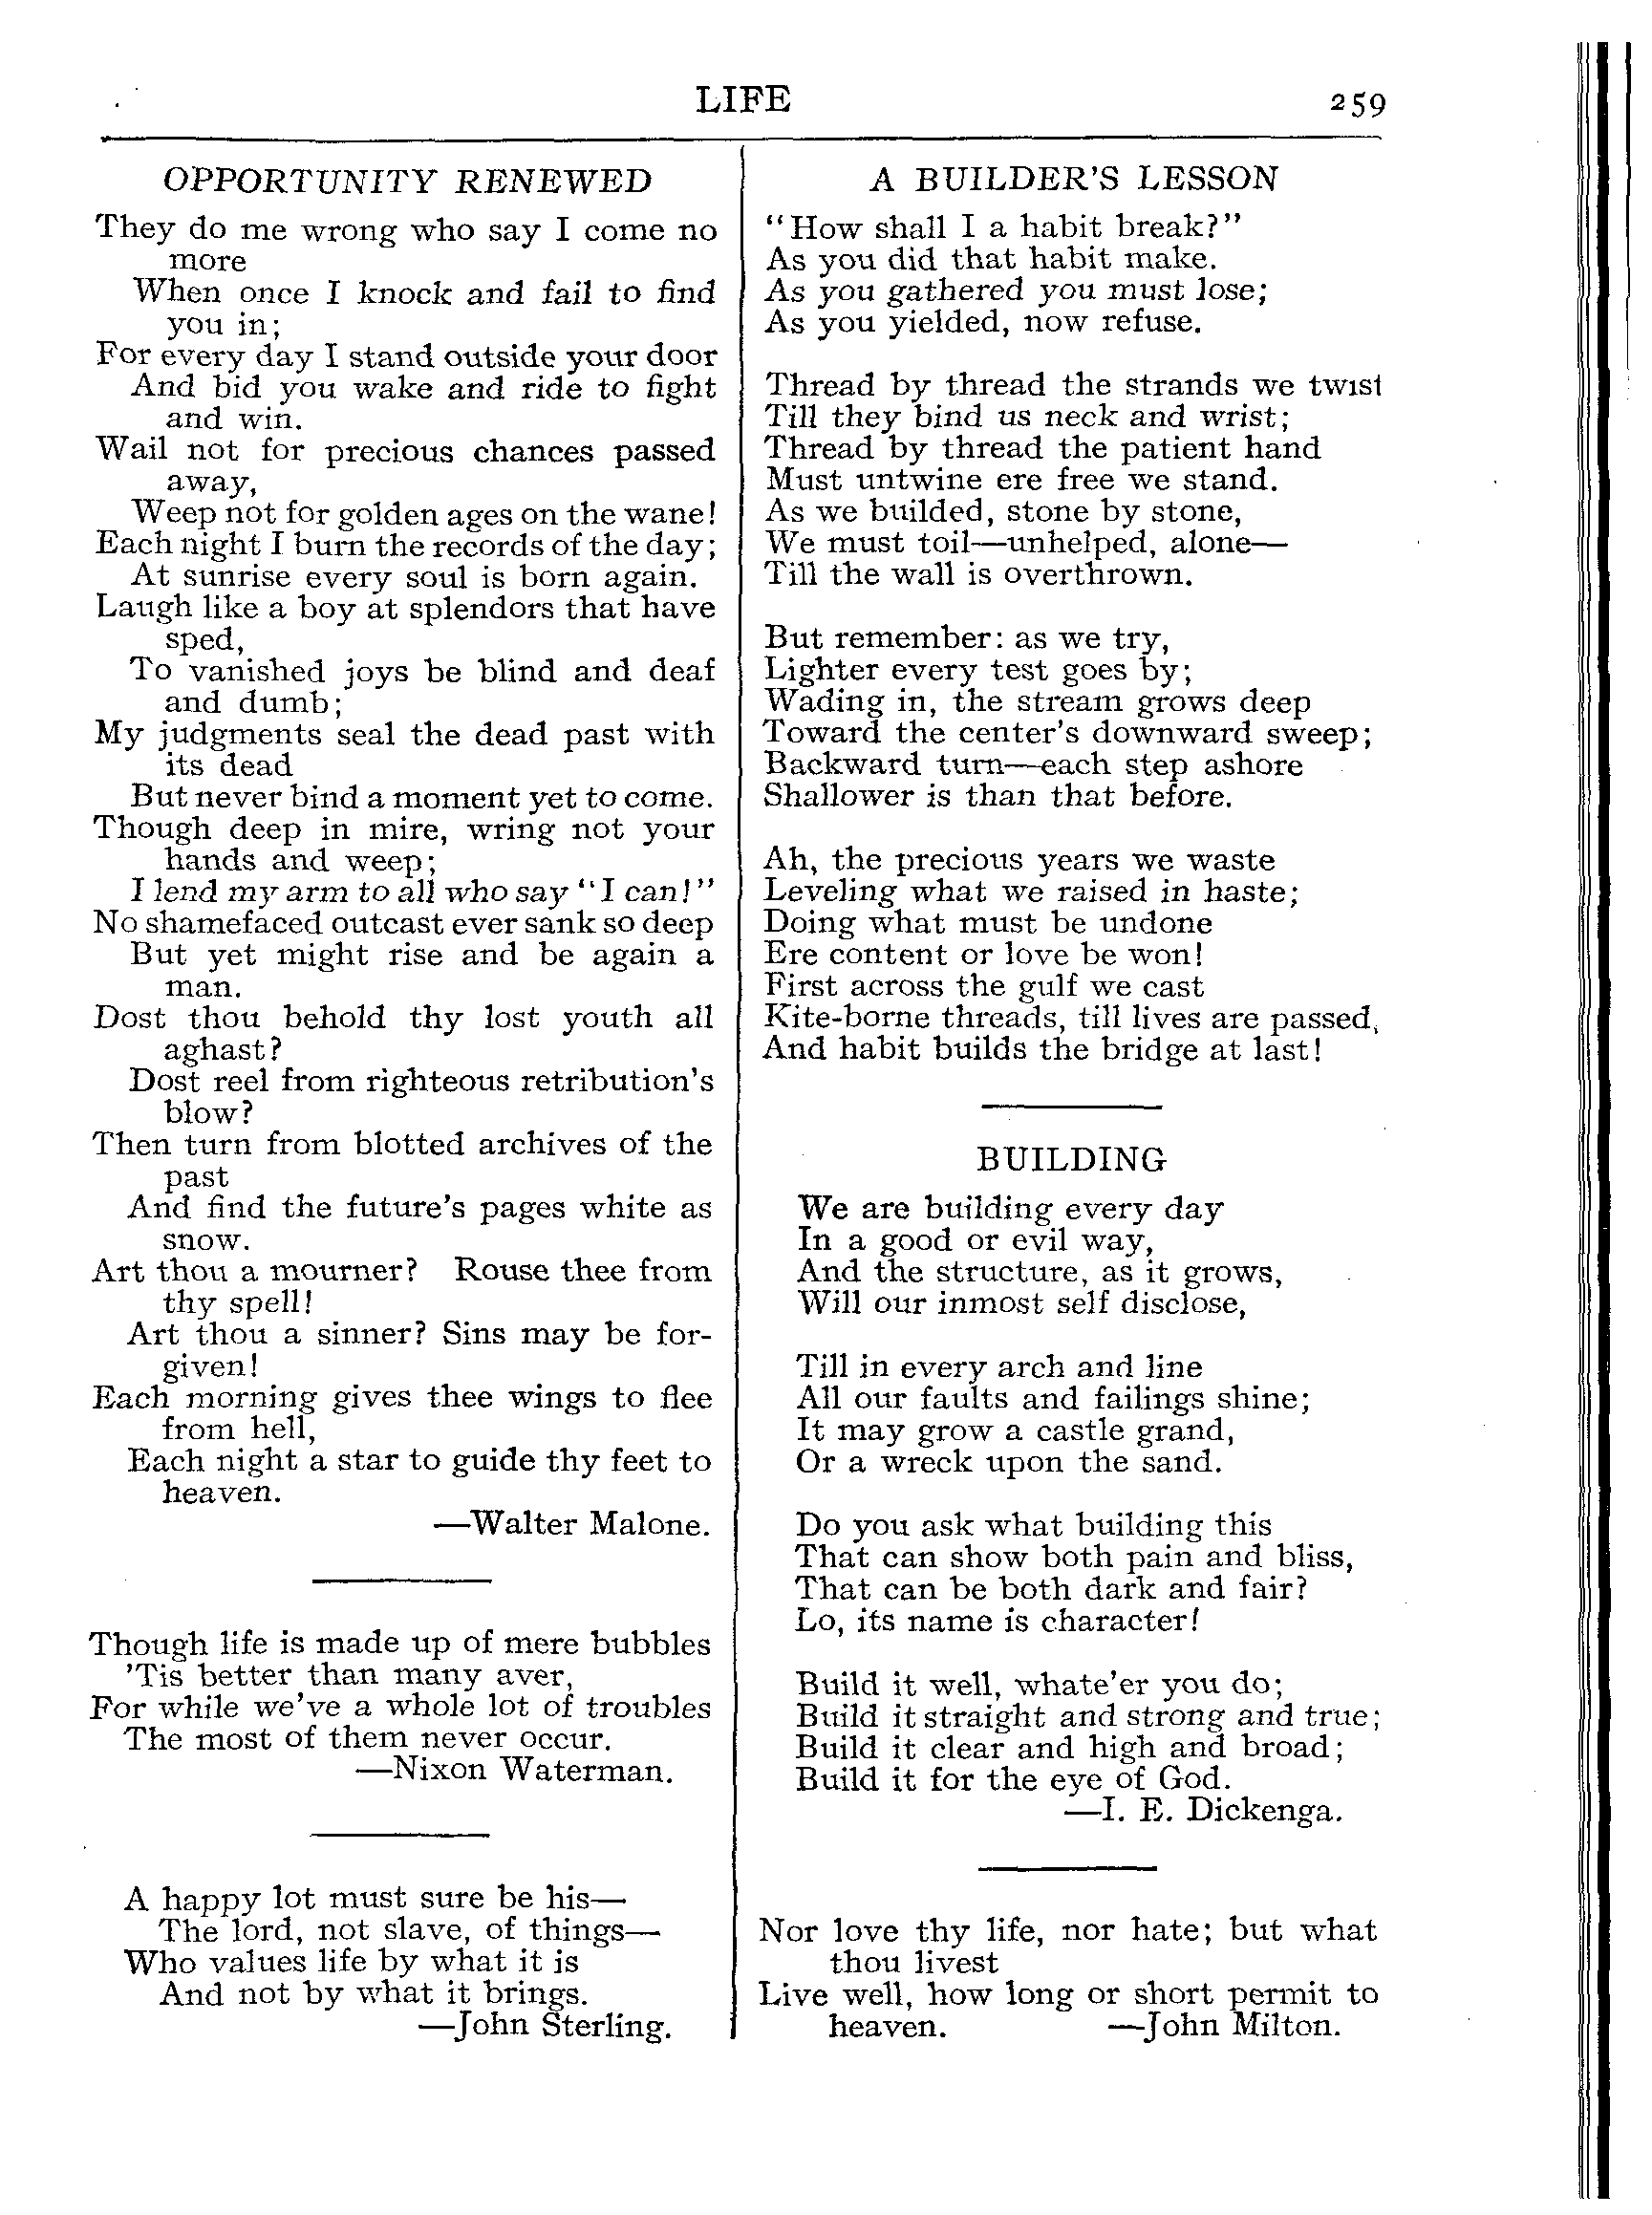 LIFE
259
OPPORTUNITY RENEWED
They do me wrong who say I come no
more
When once I knock and fail to find
you in;
For every day I stand outside your door
And bid you wake and ride to fight
and win.
Wail not for precious chances passed
away,
Weep not for golden ages on the wane!
Each night I burn the records of the day;
At sunrise every soul is born again.
Laugh like a boy at splendors that have
sped,
To vanished joys be blind and deaf
and dumb;
My judgments seal the dead past with
its dead
But never bind a moment yet to come.
Though deep in mire, wring not your
hands and weep;
I lend my arm to all who say "I can!"
No shamefaced outcast ever sank so deep
But yet might rise and be again a
man.
Dost thou behold thy lost youth all
aghast?
Dost reel from righteous retribution's
blow?
Then turn from blotted archives of the
past
And find the future's pages white as
snow.
Art thou a mourner? Rouse thee from
thy spell!
Art thou a sinner? Sins may be for-
given!
Each morning gives thee wings to flee
from hell,
Each night a star to guide thy feet to
heaven.
—Walter Malone.
Though life is made up of mere bubbles
'Tis better than many aver,
For while we've a whole lot of troubles
The most of them never occur.
—Nixon Waterman.
A happy lot must sure be his—
The lord, not slave, of things—
Who values life by what it is
And not by what it brings.
—John Sterling.
A BUILDER'S LESSON
"How shall I a habit break?"
As you did that habit make.
As you gathered you must lose;
As you yielded, now refuse.
Thread by thread the strands we twist
Till they bind us neck and wrist;
Thread by thread the patient hand
Must untwine ere free we stand.
As we builded, stone by stone,
We must toil—unhelped, alone—
Till the wall is overthrown.
But remember: as we try,
Lighter every test goes by;
Wading in, the stream grows deep
Toward the center's downward sweep;
Backward turn—each step ashore
Shallower is than that before.
Ah, the precious years we waste
Leveling what we raised in haste;
Doing what must be undone
Ere content or love be won!
First across the gulf we cast
Kite-borne threads, till lives are passed,
And habit builds the bridge at last!
BUILDING
We are building every day
In a good or evil way,
And the structure, as it grows,
Will our inmost self disclose,
Till in every arch and line
All our faults and failings shine;
It may grow a castle grand,
Or a wreck upon the sand.
Do you ask what building this
That can show both pain and bliss,
That can be both dark and fair?
Lo, its name is character!
Build it well, whate'er you do;
Build it straight and strong and true;
Build it clear and high and broad;
Build it for the eye of God.
—I. E. Dickenga.
Nor love thy life, nor hate; but what
thou livest
Live well, how long or short permit to
heaven. —John Milton.